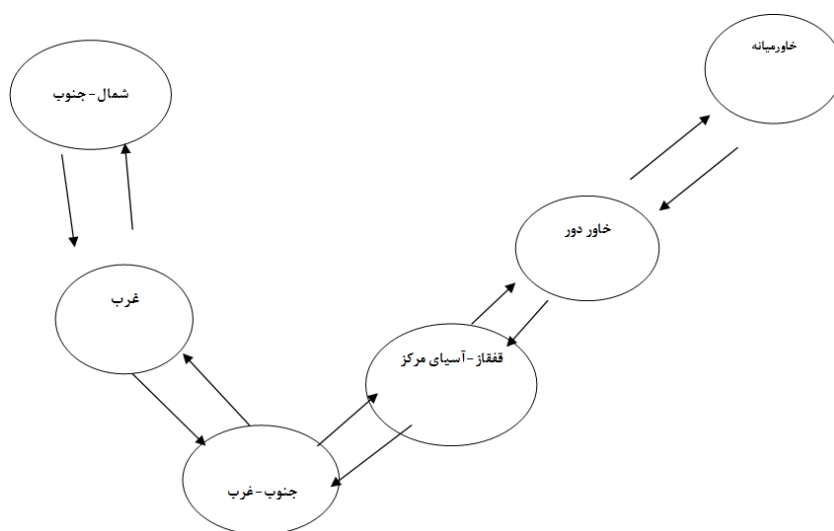 خاورمیانه
شمال-جنوب
خاور دور
غرب
قفقاز-آسیای مرکز
جنوب-غرب